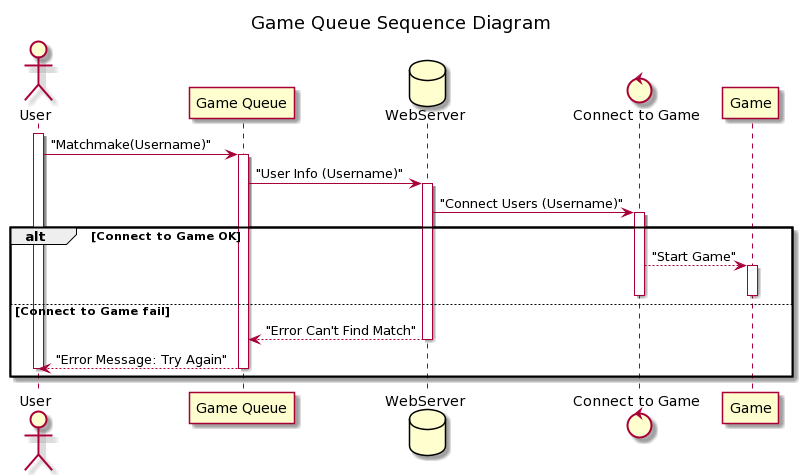 Game Queue Sequence Diagram
User
Game Queue
WebServer
Connect to Game
Game
"Matchmake(Username)"
"User Info (Username)"
"Connect Users (Username)"
alt
[Connect to Game OK]
"Start Game"
[Connect to Game fail]
"Error Can't Find Match"
"Error Message: Try Again"
User
Game Queue
WebServer
Connect to Game
Game